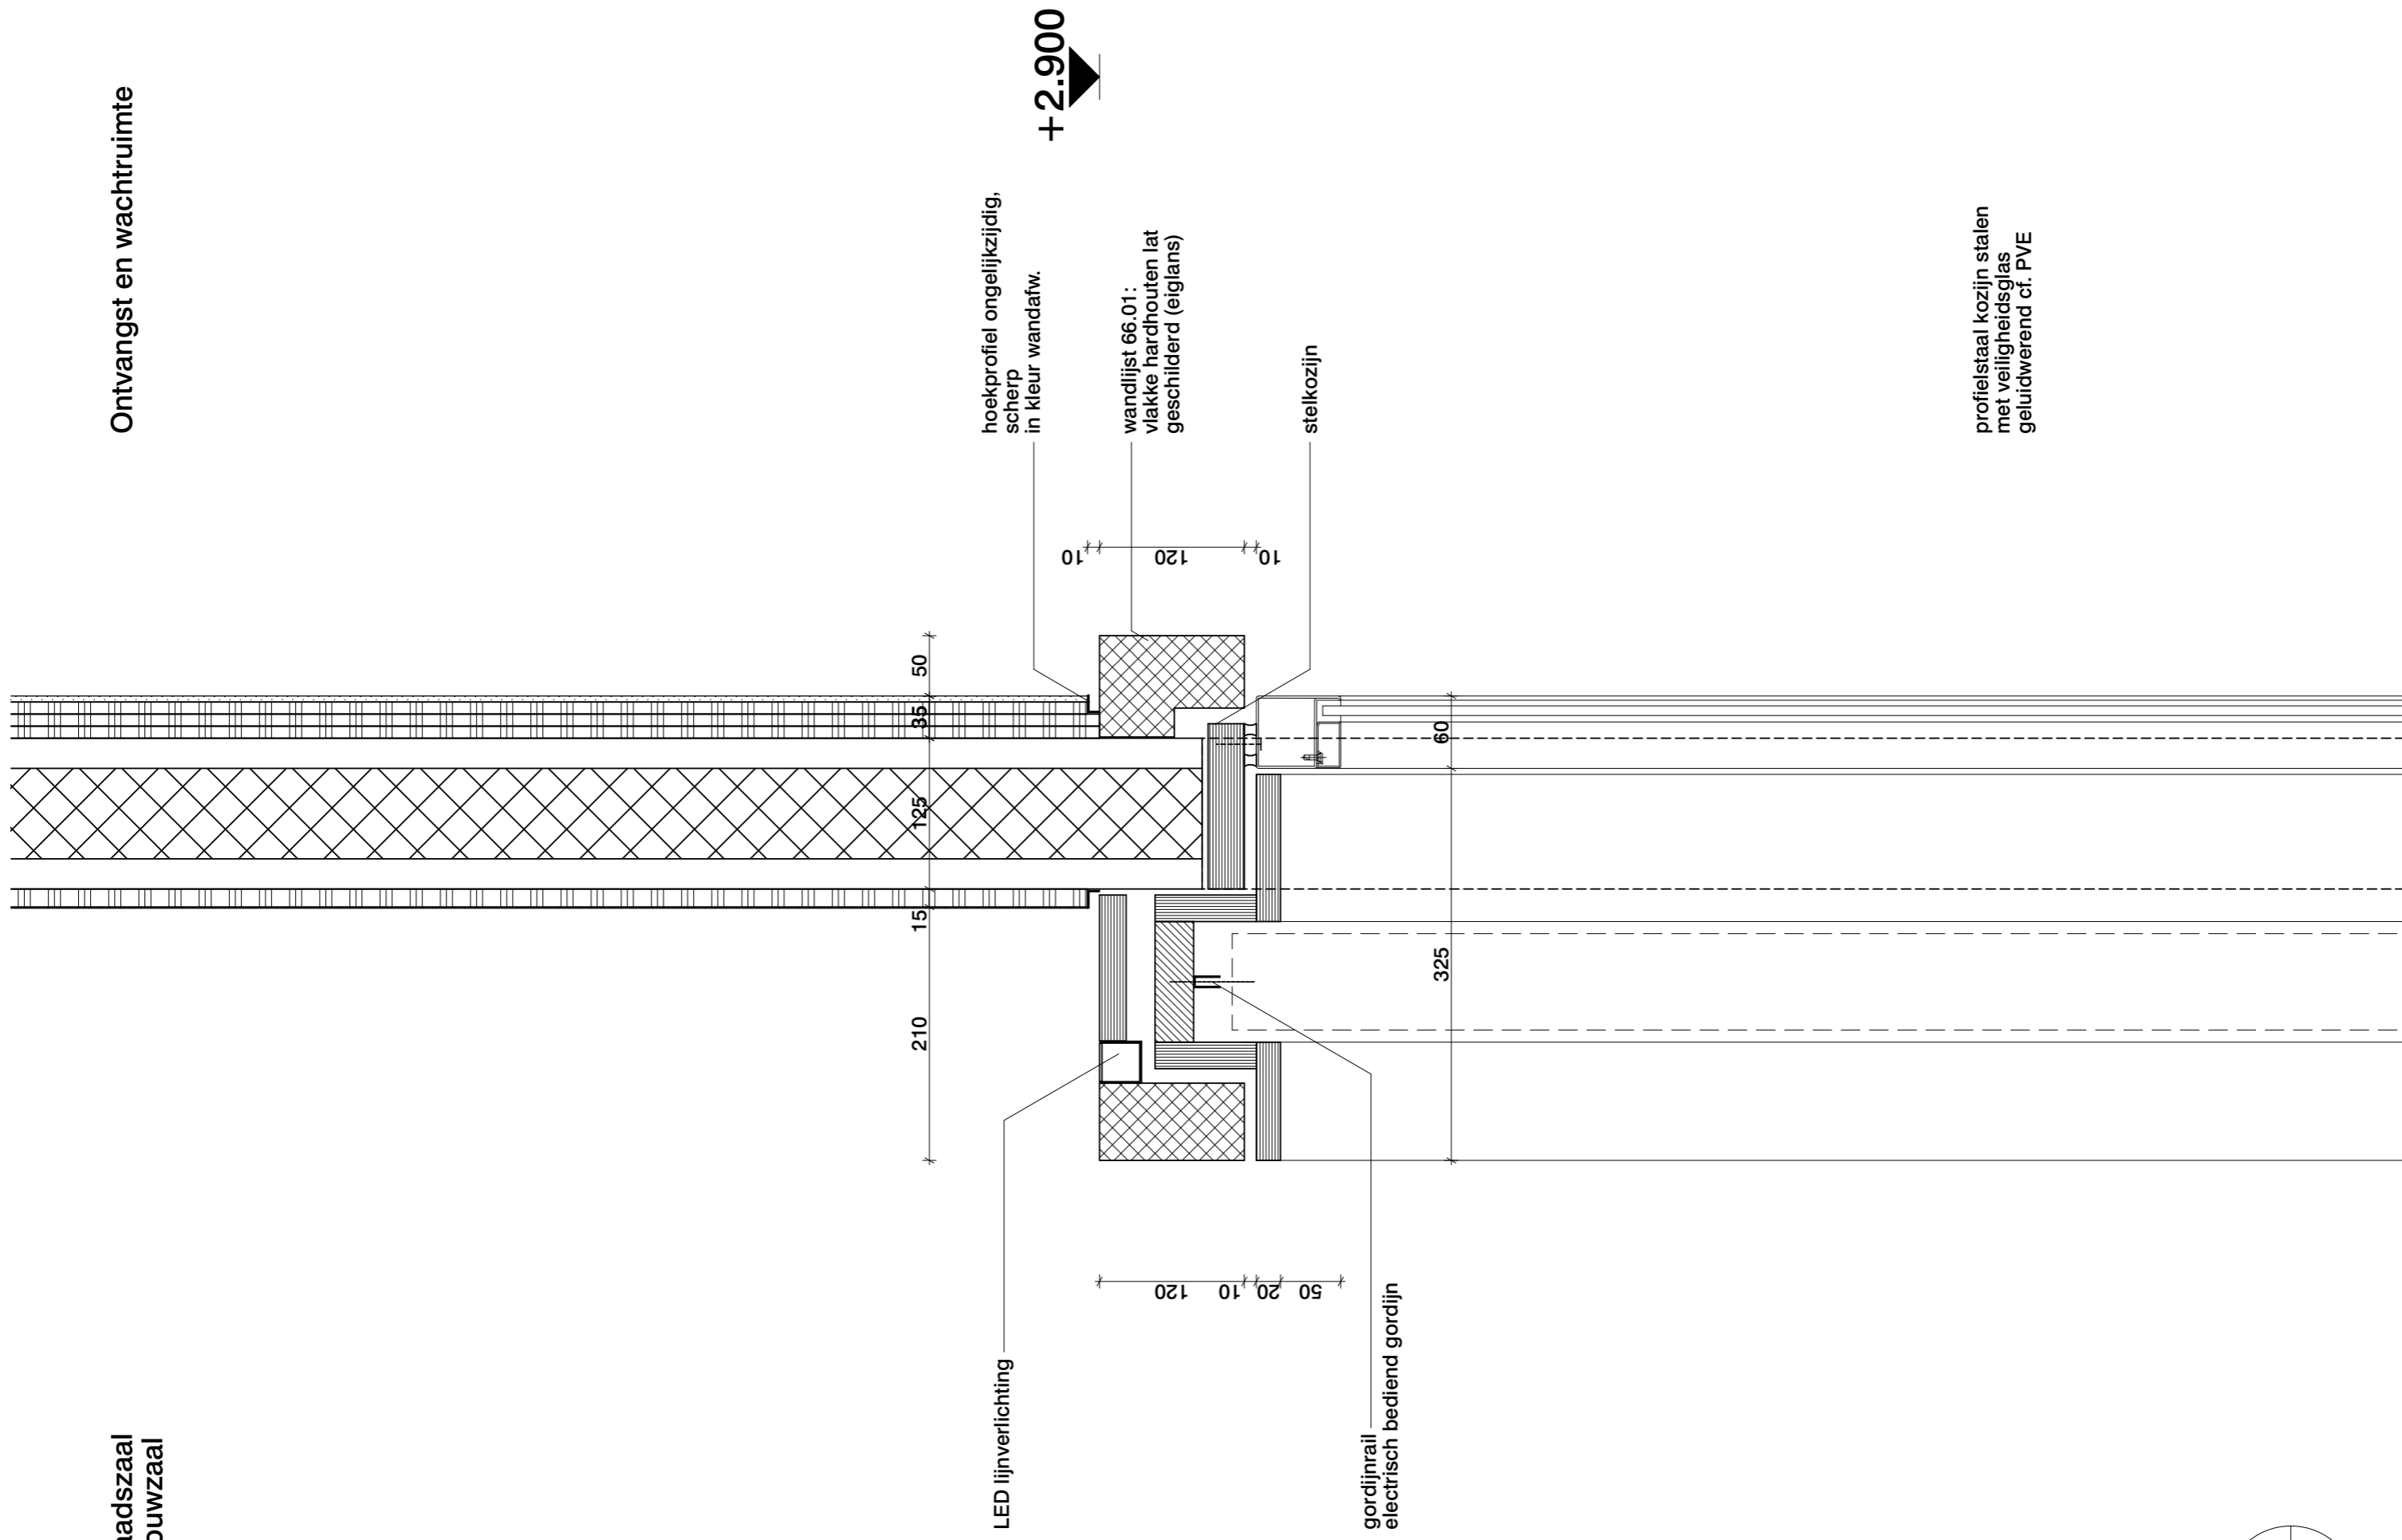 Ontvangst en wachtruimte
+2.900
hoekprofiel ongelijkzijdig,
scherp
in kleur wandafw.
wandlijst 66.01:
vlakke hardhouten lat
geschilderd (eiglans)
stelkozijn
profielstaal kozijn stalen
met veiligheidsglas
geluidwerend cf. PVE
10
120
10
50
35
125
15
210
60
325
120
10
20
50
LED lijnverlichting
gordijnrail
electrisch bediend gordijn